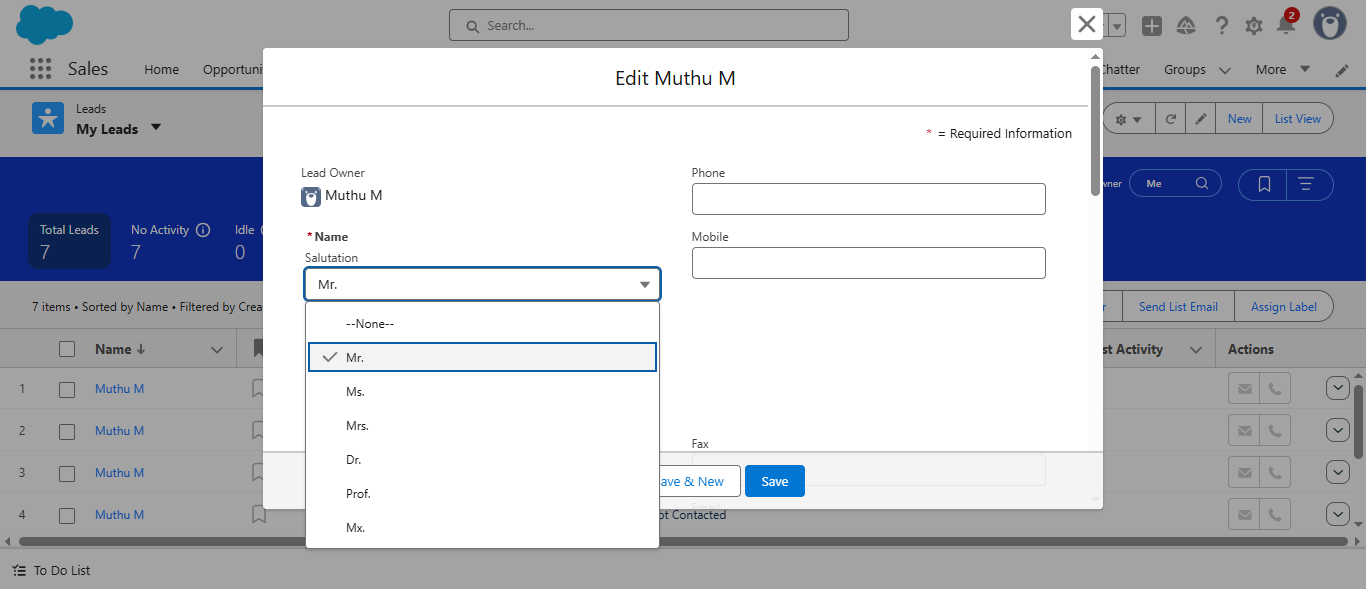 Search...
2
Sales
Home
Opportuni
Chatter
Groups
More
Leads
My Leads
New
List View
Edit Muthu M
* = Required Information
Lead Owner
Muthu M
Phone
*Name
Salutation
Mr.
Mobile
--None--
Mr.
Ms.
Mrs.
Dr.
Prof.
Mx.
Fax
ave & New
Save
wner
Me
Total Leads
7
No Activity
7
Idle
0
7 items • Sorted by Name • Filtered by Crea
r
Send List Email
Assign Label
Name
st Activity
Actions
1
Muthu M
2
Muthu M
3
Muthu M
4
Muthu M
ot Contacted
To Do List